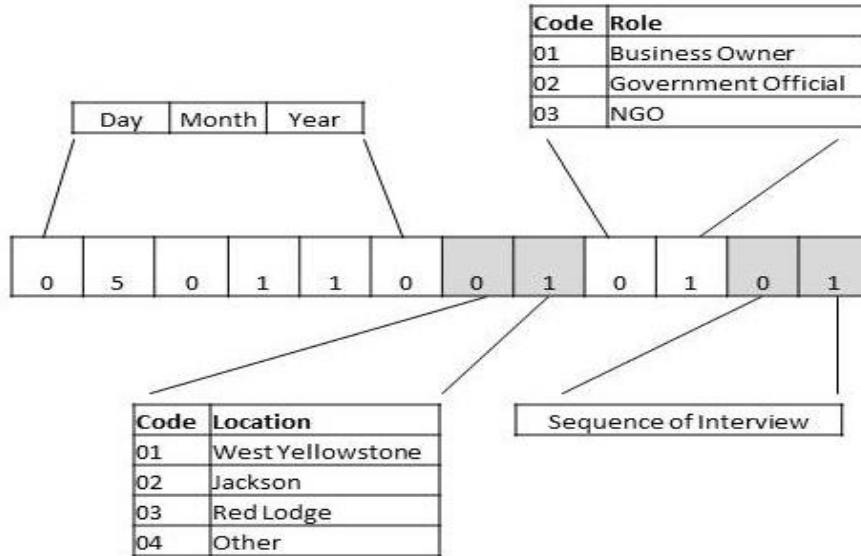 Code Role
01 Business Owner
02 Government Official
03 NGO
Day Month Year
0 5 0 1 1 0 0 1 0 1 0 1
Code Location
01 West Yellowstone
02 Jackson
03 Red Lodge
04 Other
Sequence of Interview